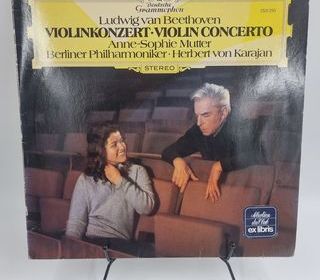 Deutsche
Grammophon
Ludwig van Beethoven
VIOLINKONZERT · VIOLIN CONCERTO
Anne-Sophie Mutter
Berliner Philharmoniker · Herbert von Karajan
STEREO
ex libris